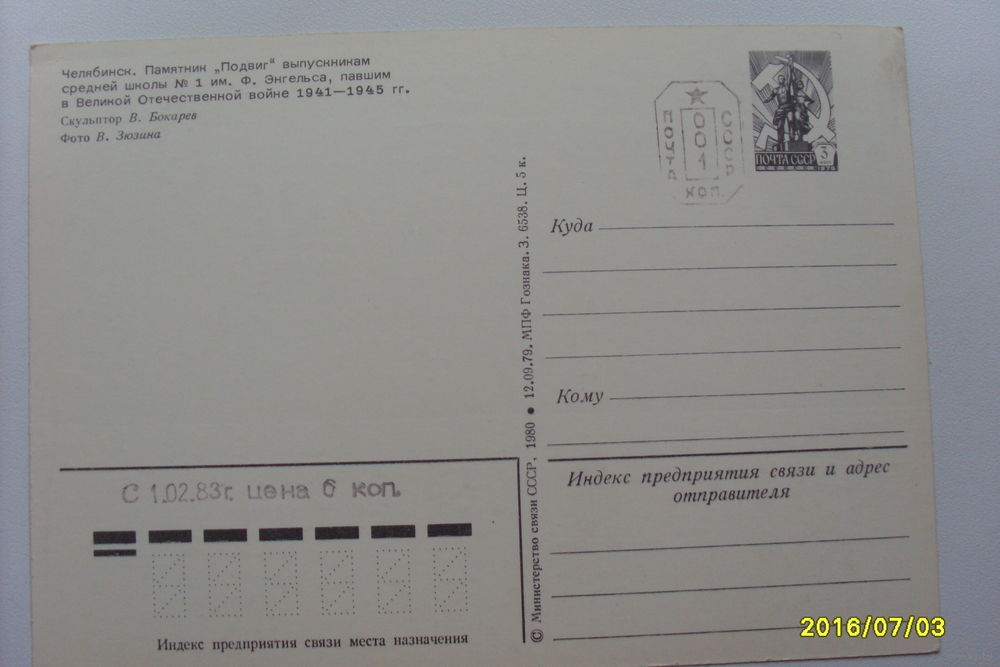 Челябинск. Памятник „Подвиг“ выпускникам
средней школы № 1 им. Ф. Энгельса, павшим
в Великой Отечественной войне 1941—1945 гг.
Скульптор В. Бокарев
Фото В. Зюзина
ПОЧТА
001
СССР
КОП.
ПОЧТА СССР 3
1976
Куда
Кому
© Министерство связи СССР, 1980 • 12.09.79. МПФ Гознака. З. 6538. Ц. 5 к.
Индекс предприятия связи и адрес
отправителя
С 1.02.83г. цена 6 коп.
Индекс предприятия связи места назначения
2016/07/03